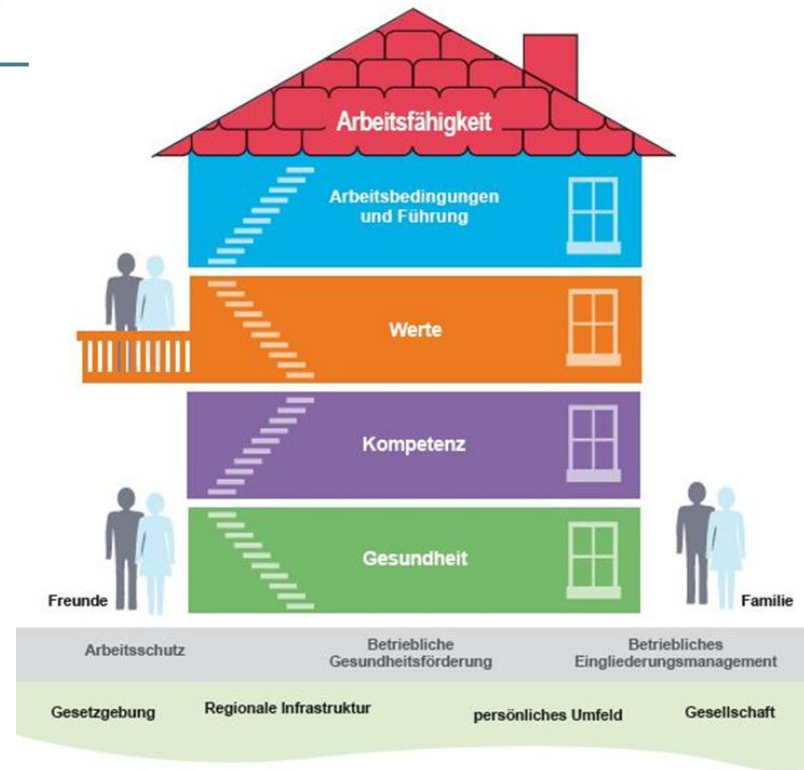 Arbeitsfähigkeit
Arbeitsbedingungen
und Führung
Werte
Kompetenz
Gesundheit
Freunde
Familie
Arbeitsschutz
Betriebliche
Gesundheitsförderung
Betriebliches
Eingliederungsmanagement
Gesetzgebung
Regionale Infrastruktur
persönliches Umfeld
Gesellschaft